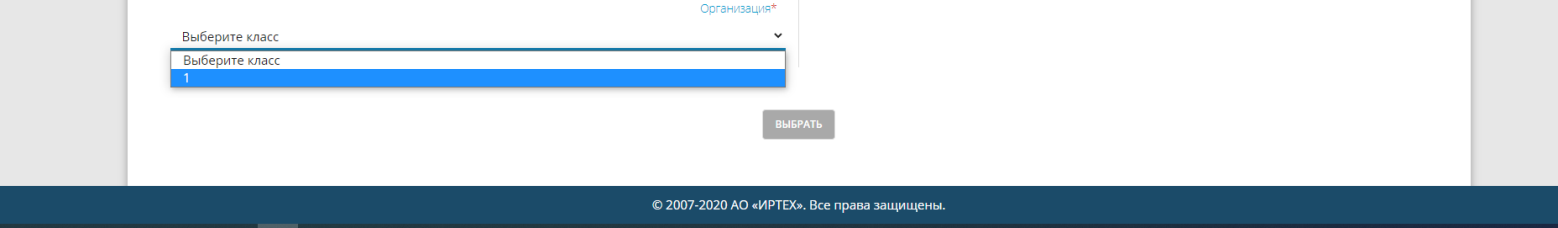 Организация*
Выберите класс
Выберите класс
1
ВЫБРАТЬ
© 2007-2020 АО «ИРТЕХ». Все права защищены.